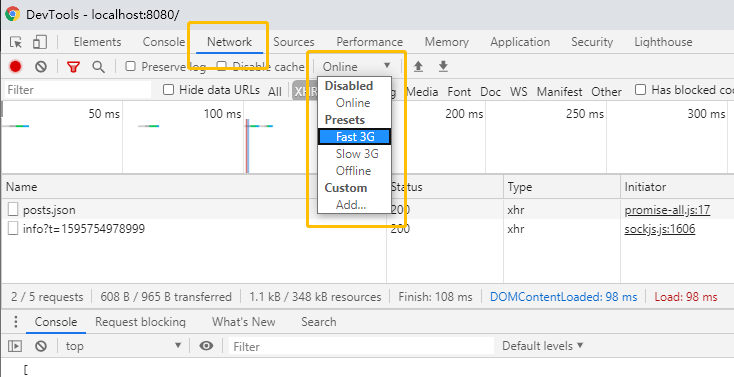 DevTools - localhost:8080/
Elements Console Network Sources Performance Memory Application Security Lighthouse
Preserve log Disable cache Online
Filter Hide data URLs All XHR Media Font Doc WS Manifest Other Has blocked
50 ms 100 ms 200 ms 250 ms 300 ms
Disabled
Online
Presets
Fast 3G
Slow 3G
Offline
Custom
Add...
Name Status Type Initiator
posts.json 200 xhr promise-all.js:17
info?t=1595754978999 200 xhr sockjs.js:1606
2 / 5 requests 608 B / 965 B transferred 1.1 kB / 348 kB resources Finish: 108 ms DOMContentLoaded: 98 ms Load: 98 ms
Console Request blocking What's New Search
top Filter Default levels
[